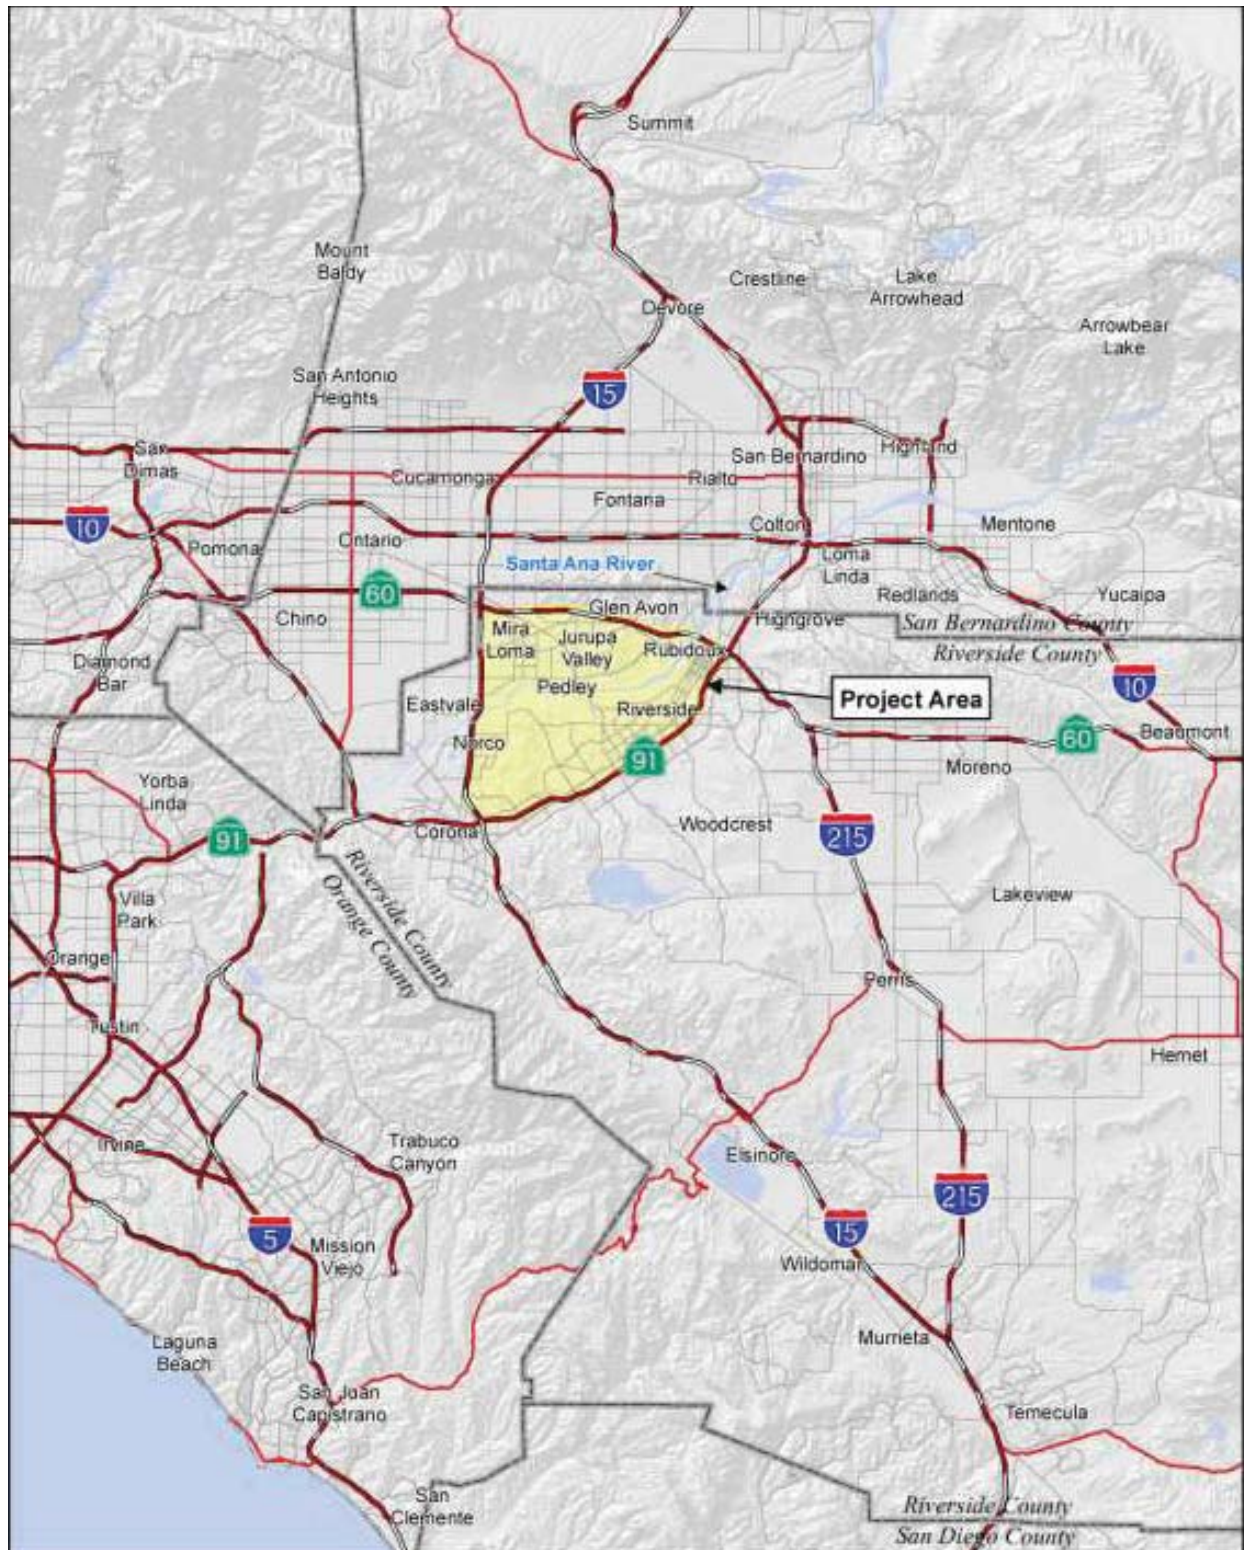 Summit
Mount
Baldy
Crestline
Lake
Arrowhead
Devore
Arrowbear
Lake
San Antonio
Heights
15
San
Dimas
San Bernardino
Highland
Cucamonga
Rialto
Fontana
10
Colton
Mentone
Pomona
Ontario
Loma
Linda
Santa Ana River
60
Redlands
Yucaipa
Chino
Glen Avon
Highgrove
San Bernardino County
Riverside County
Mira
Loma
Jurupa
Valley
Rubidoux
Diamond
Bar
Pedley
10
Project Area
Eastvale
Riverside
Norco
60
Beaumont
91
Moreno
Yorba
Linda
91
Corona
Woodcrest
215
Riverside County
Orange County
Villa
Park
Lakeview
Orange
Perris
Tustin
Hemet
Irvine
Trabuco
Canyon
Elsinore
215
5
15
Mission
Viejo
Wildomar
Laguna
Beach
Murrieta
San Juan
Capistrano
Temecula
San
Clemente
Riverside County
San Diego County